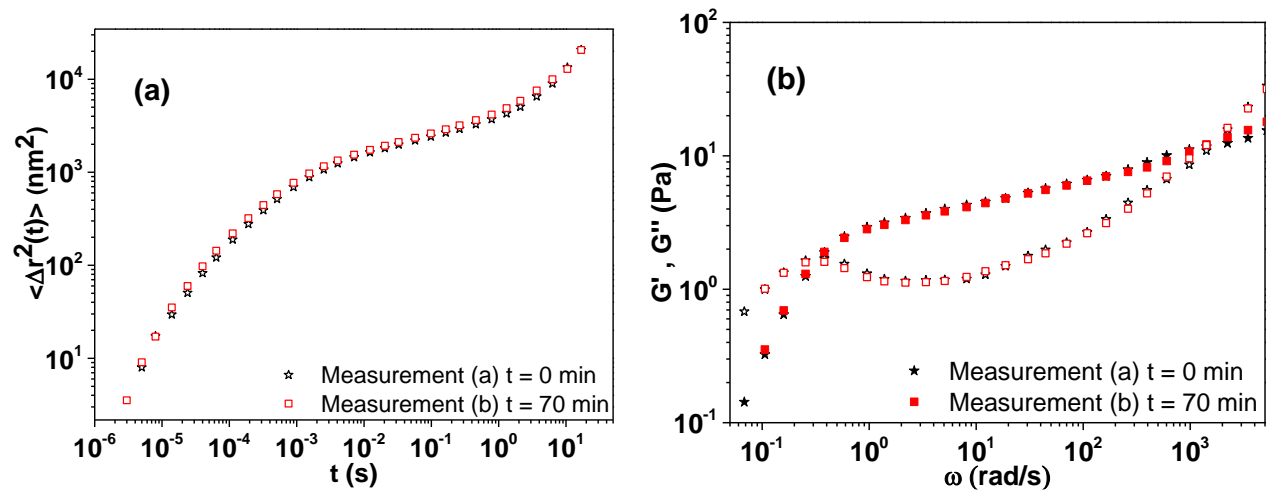 (a)
<Δr²(t)> (nm²)
10⁴
10³
10²
10¹
10⁻⁶ 10⁻⁵ 10⁻⁴ 10⁻³ 10⁻² 10⁻¹ 10⁰ 10¹
t (s)
Measurement (a) t = 0 min
Measurement (b) t = 70 min
(b)
G' , G'' (Pa)
10²
10¹
10⁰
10⁻¹
10⁻¹ 10⁰ 10¹ 10² 10³
ω (rad/s)
Measurement (a) t = 0 min
Measurement (b) t = 70 min